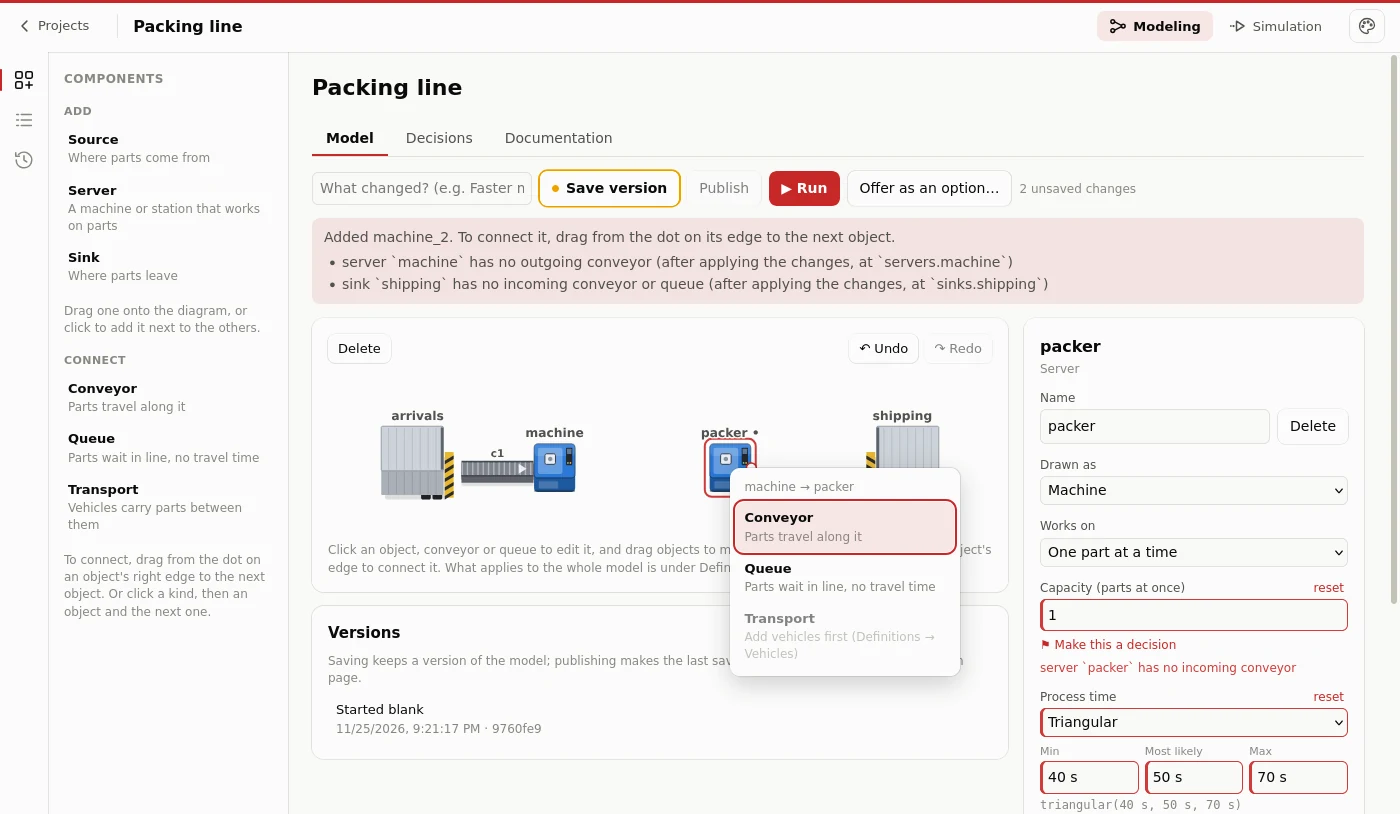 Projects
Packing line
Modeling
Simulation
COMPONENTS
ADD
Source
Where parts come from
Server
A machine or station that works
on parts
Sink
Where parts leave
Drag one onto the diagram, or
click to add it next to the others.
CONNECT
Conveyor
Parts travel along it
Queue
Parts wait in line, no travel time
Transport
Vehicles carry parts between
them
To connect, drag from the dot on
an object's right edge to the next
object. Or click a kind, then an
object and the next one.
Packing line
Model
Decisions
Documentation
What changed? (e.g. Faster
Save version
Publish
▶ Run
Offer as an option...
2 unsaved changes
Added machine_2. To connect it, drag from the dot on its edge to the next object.
• server `machine` has no outgoing conveyor (after applying the changes, at `servers.machine`)
• sink `shipping` has no incoming conveyor or queue (after applying the changes, at `sinks.shipping`)
Delete
↶ Undo
↷ Redo
arrivals
c1
machine
packer •
shipping
machine → packer
Conveyor
Parts travel along it
Queue
Parts wait in line, no travel time
Transport
Add vehicles first (Definitions →
Vehicles)
Click an object, conveyor or queue to edit it, and drag objects to
edge to connect it. What applies to the whole model is under
Versions
Saving keeps a version of the model; publishing makes the last
page.
Started blank
11/25/2026, 9:21:17 PM · 9760fe9
packer
Server
Name
packer
Delete
Drawn as
Machine
Works on
One part at a time
Capacity (parts at once)
reset
1
⚑ Make this a decision
server `packer` has no incoming conveyor
Process time
reset
Triangular
Min
Most likely
Max
40 s
50 s
70 s
triangular(40 s, 50 s, 70 s)